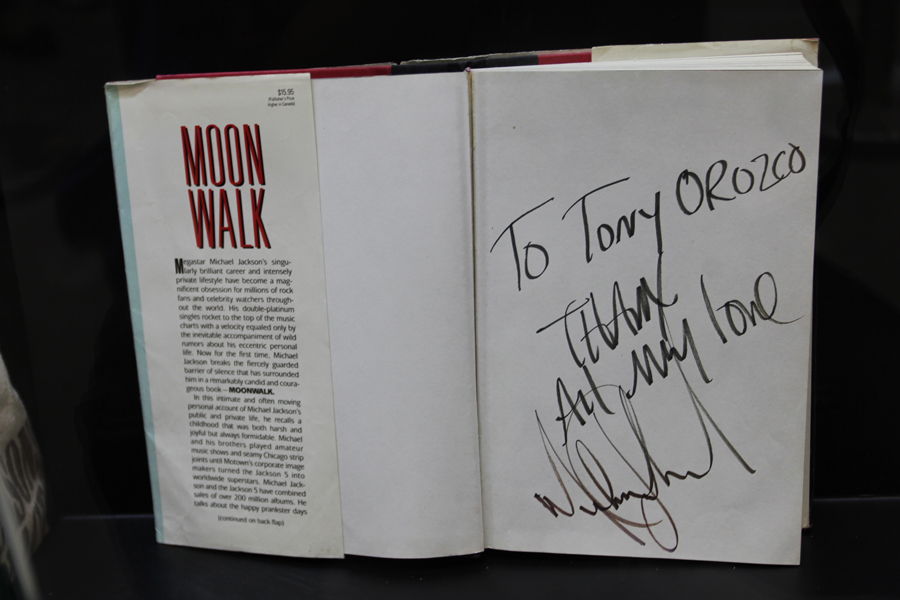 $15.95
Publisher's Price
Higher in Canada
MOON
WALK
Megastar Michael Jackson's singu-
larly brilliant career and intensely
private lifestyle have become a mag-
nificent obsession for millions of rock
fans and celebrity watchers through-
out the world. His double-platinum
singles rocket to the top of the music
charts with a velocity equaled only by
the inevitable accompaniment of wild
rumors about his eccentric personal
life. Now for the first time, Michael
Jackson breaks the fiercely guarded
barrier of silence that has surrounded
him in a remarkably candid and coura-
geous book—MOONWALK.
In this intimate and often moving
personal account of Michael Jackson's
public and private life, he recalls a
childhood that was both harsh and
joyful but always formidable. Michael
and his brothers played amateur
music shows and seamy Chicago strip
joints until Motown's corporate image
makers turned the Jackson 5 into
worldwide superstars. Michael Jack-
son and the Jackson 5 have combined
sales of over 200 million albums. He
talks about the happy prankster days
(continued on back flap)
TO TONY OROZCO
THANX
All My love